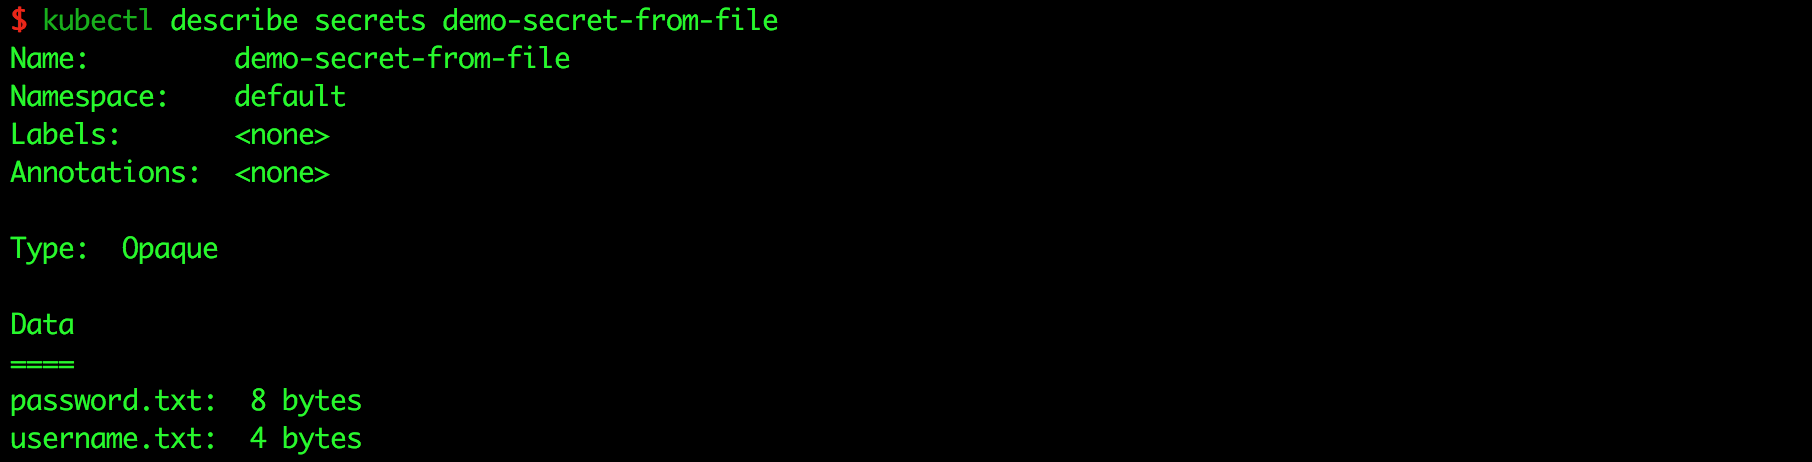 $ kubectl describe secrets demo-secret-from-file
Name:         demo-secret-from-file
Namespace:    default
Labels:       <none>
Annotations:  <none>

Type:  Opaque

Data
====
password.txt:  8 bytes
username.txt:  4 bytes